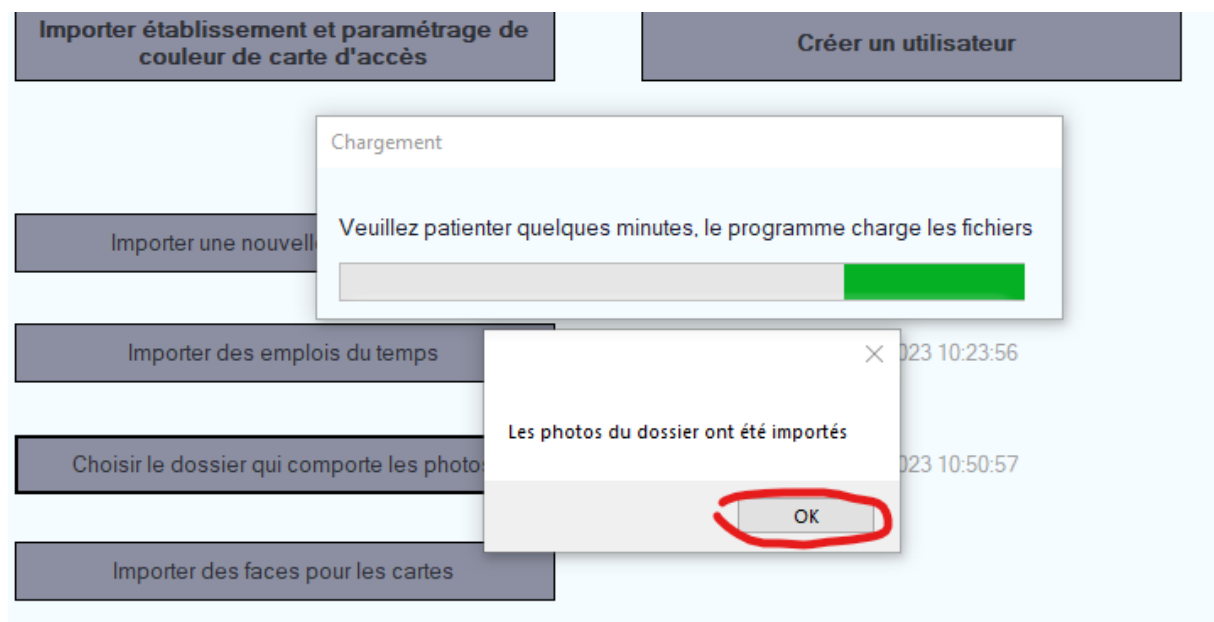 Importer établissement et paramétrage de
couleur de carte d'accès
Créer un utilisateur
Chargement
Veuillez patienter quelques minutes, le programme charge les fichiers
Importer une nouvell
Importer des emplois du temps
023 10:23:56
Les photos du dossier ont été importés
Choisir le dossier qui comporte les photos
023 10:50:57
OK
Importer des faces pour les cartes